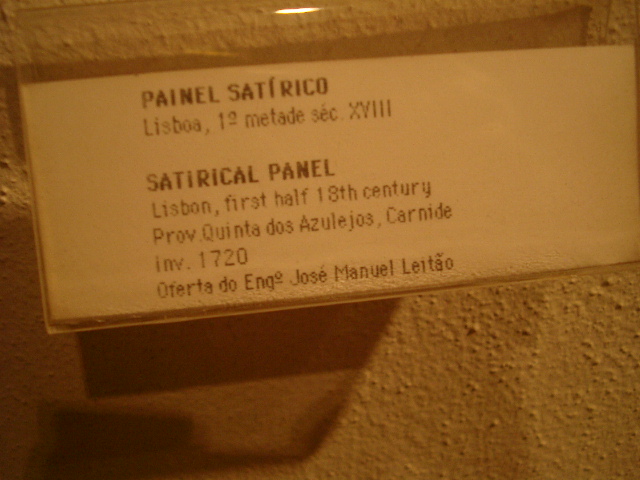 PAINEL SATÍRICO
Lisboa, 1º metade séc. XVIII
SATIRICAL PANEL
Lisbon, first half 18th century
Prov.Quinta dos Azulejos, Carnide
inv. 1720
Oferta do Engº José Manuel Leitão